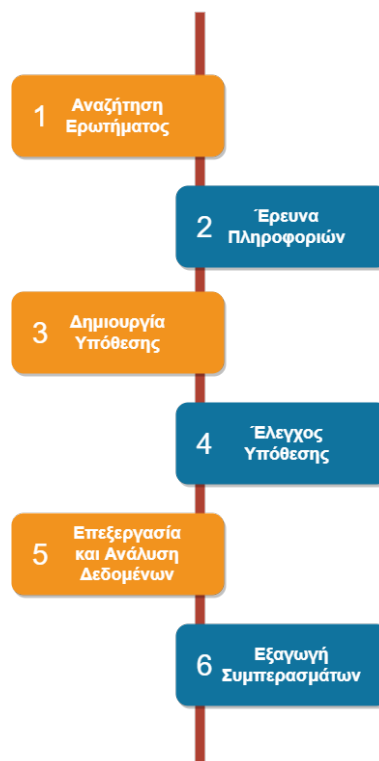 1 Αναζήτηση
Ερωτήματος
2 Έρευνα
Πληροφοριών
3 Δημιουργία
Υπόθεσης
4 Έλεγχος
Υπόθεσης
5 Επεξεργασία
και Ανάλυση
Δεδομένων
6 Εξαγωγή
Συμπερασμάτων